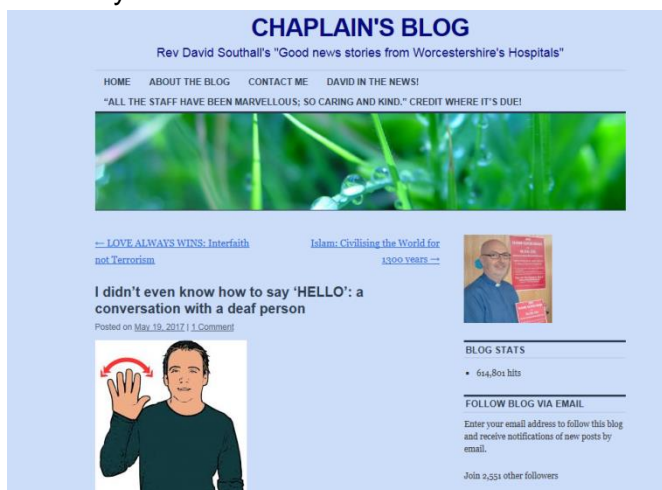 CHAPLAIN'S BLOG
Rev David Southall's "Good news stories from Worcestershire's Hospitals"
HOME ABOUT THE BLOG CONTACT ME DAVID IN THE NEWS!
“ALL THE STAFF HAVE BEEN MARVELLOUS; SO CARING AND KIND.” CREDIT WHERE IT’S DUE!
← LOVE ALWAYS WINS: Interfaith
not Terrorism
Islam: Civilising the World for
1300 years →
I didn’t even know how to say ‘HELLO’: a
conversation with a deaf person
Posted on May 19, 2017 | 1 Comment
BLOG STATS
• 614,801 hits
FOLLOW BLOG VIA EMAIL
Enter your email address to follow this blog
and receive notifications of new posts by
email.
Join 2,551 other followers